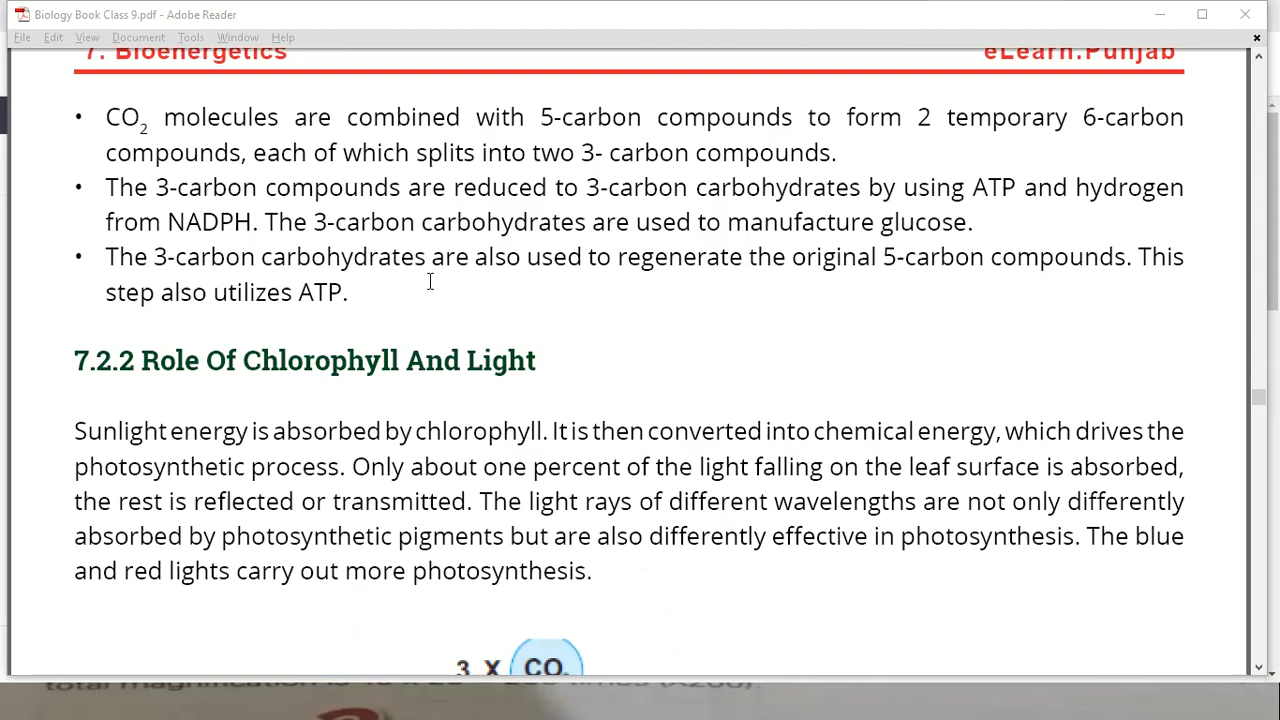 Biology Book Class 9.pdf - Adobe Reader
File Edit View Document Tools Window Help
7. Bioenergetics eLearn.Punjab
• CO2 molecules are combined with 5-carbon compounds to form 2 temporary 6-carbon
compounds, each of which splits into two 3- carbon compounds.
• The 3-carbon compounds are reduced to 3-carbon carbohydrates by using ATP and hydrogen
from NADPH. The 3-carbon carbohydrates are used to manufacture glucose.
• The 3-carbon carbohydrates are also used to regenerate the original 5-carbon compounds. This
step also utilizes ATP.
7.2.2 Role Of Chlorophyll And Light
Sunlight energy is absorbed by chlorophyll. It is then converted into chemical energy, which drives the
photosynthetic process. Only about one percent of the light falling on the leaf surface is absorbed,
the rest is reflected or transmitted. The light rays of different wavelengths are not only differently
absorbed by photosynthetic pigments but are also differently effective in photosynthesis. The blue
and red lights carry out more photosynthesis.
3 X CO2
total magnification is